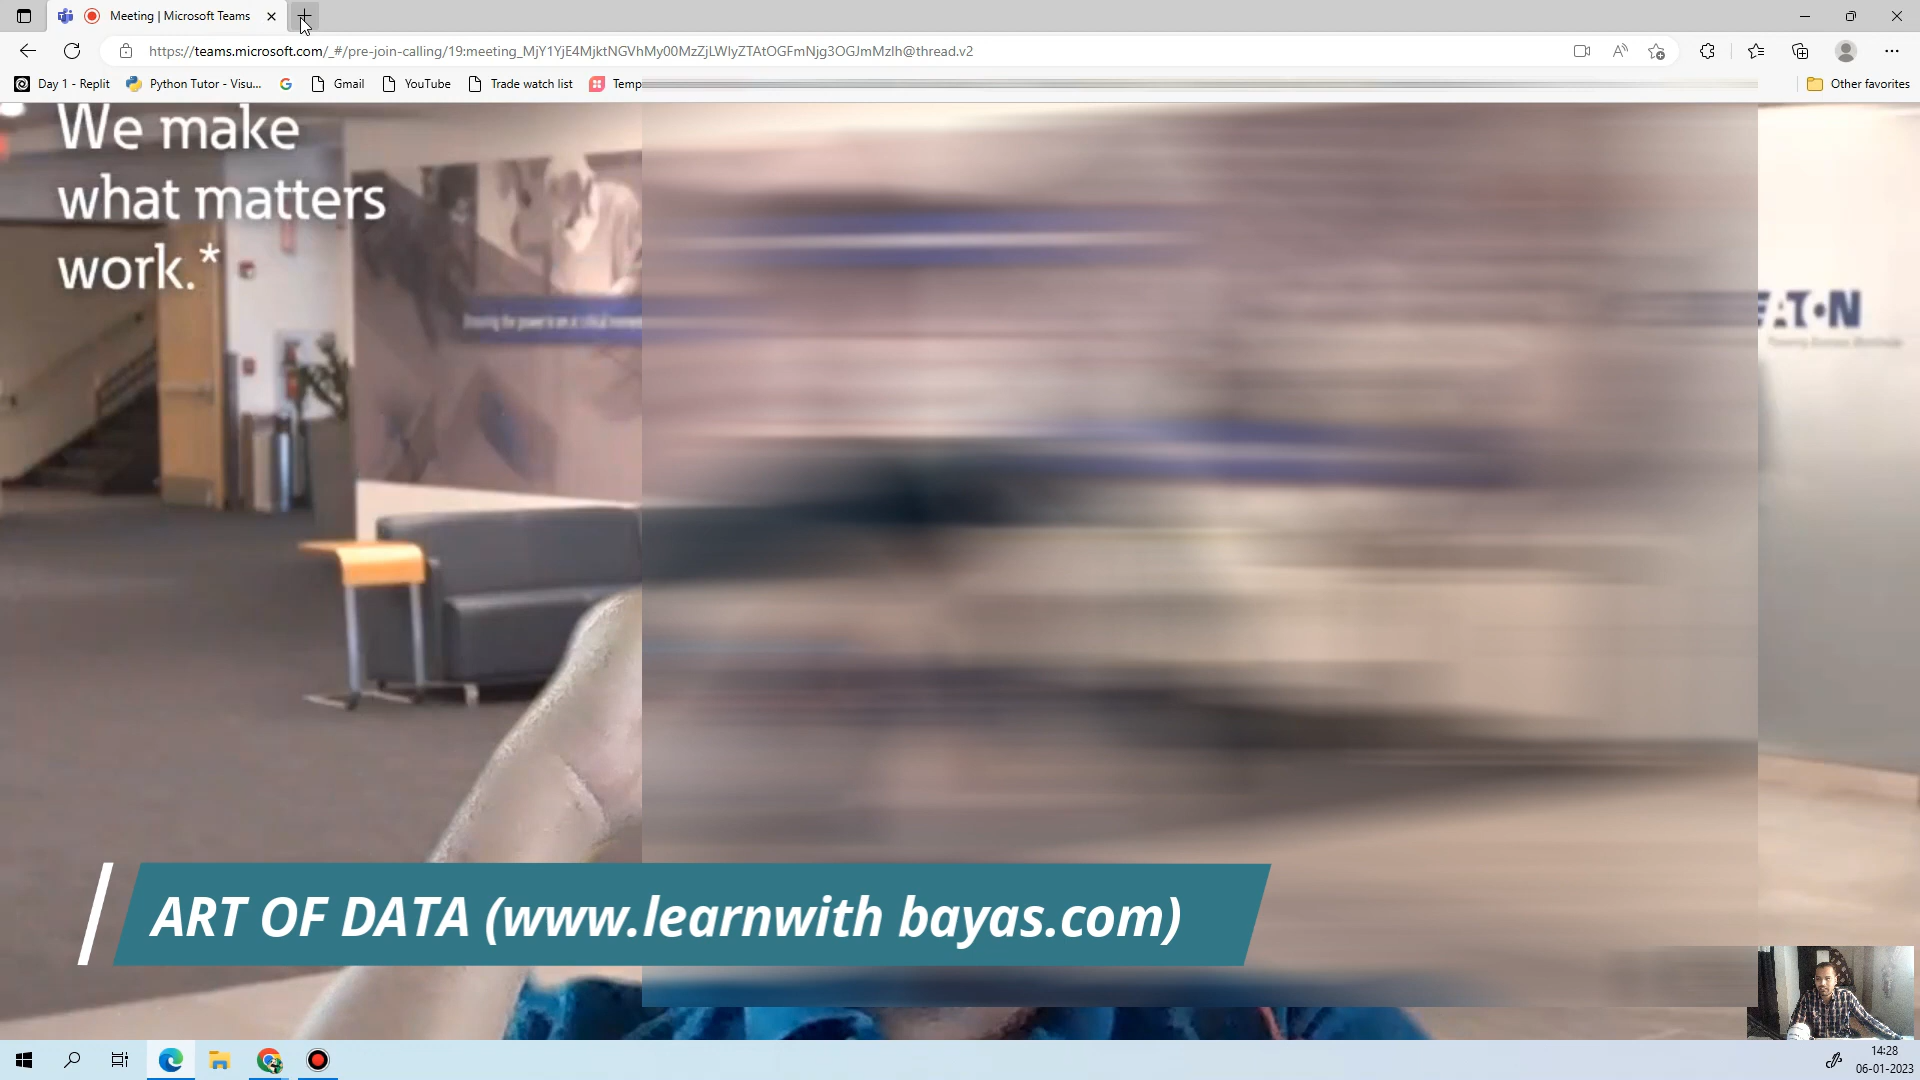 Meeting | Microsoft Teams
https://teams.microsoft.com/_#/pre-join-calling/19:meeting_MjY1YjE4MjktNGVhMy00MzZjLWIyZTAtOGFmNjg3OGJmMzIh@thread.v2
Day 1 - Replit
Python Tutor - Visu...
Gmail
YouTube
Trade watch list
Temp
Other favorites
We make
what matters
work.*
EATON
ART OF DATA (www.learnwith bayas.com)
14:28
06-01-2023